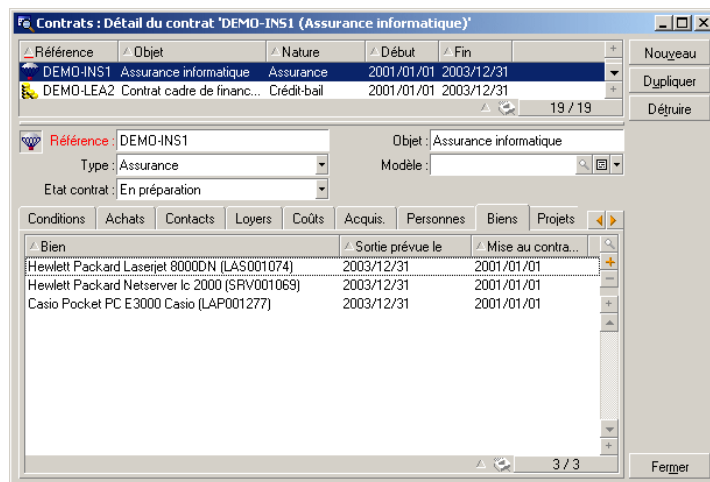 Contrats : Détail du contrat 'DEMO-INS1 (Assurance informatique)'
Référence Objet Nature Début Fin
DEMO-INS1 Assurance informatique Assurance 2001/01/01 2003/12/31
DEMO-LEA2 Contrat cadre de financ... Crédit-bail 2001/01/01 2003/12/31
19 / 19
Nouveau
Dupliquer
Détruire
Référence : DEMO-INS1 Objet : Assurance informatique
Type : Assurance Modèle :
Etat contrat : En préparation
Conditions Achats Contacts Loyers Coûts Acquis. Personnes Biens Projets
Bien Sortie prévue le Mise au contra...
Hewlett Packard Laserjet 8000DN (LAS001074) 2003/12/31 2001/01/01
Hewlett Packard Netserver lc 2000 (SRV001069) 2003/12/31 2001/01/01
Casio Pocket PC E3000 Casio (LAP001277) 2003/12/31 2001/01/01
3 / 3
Fermer